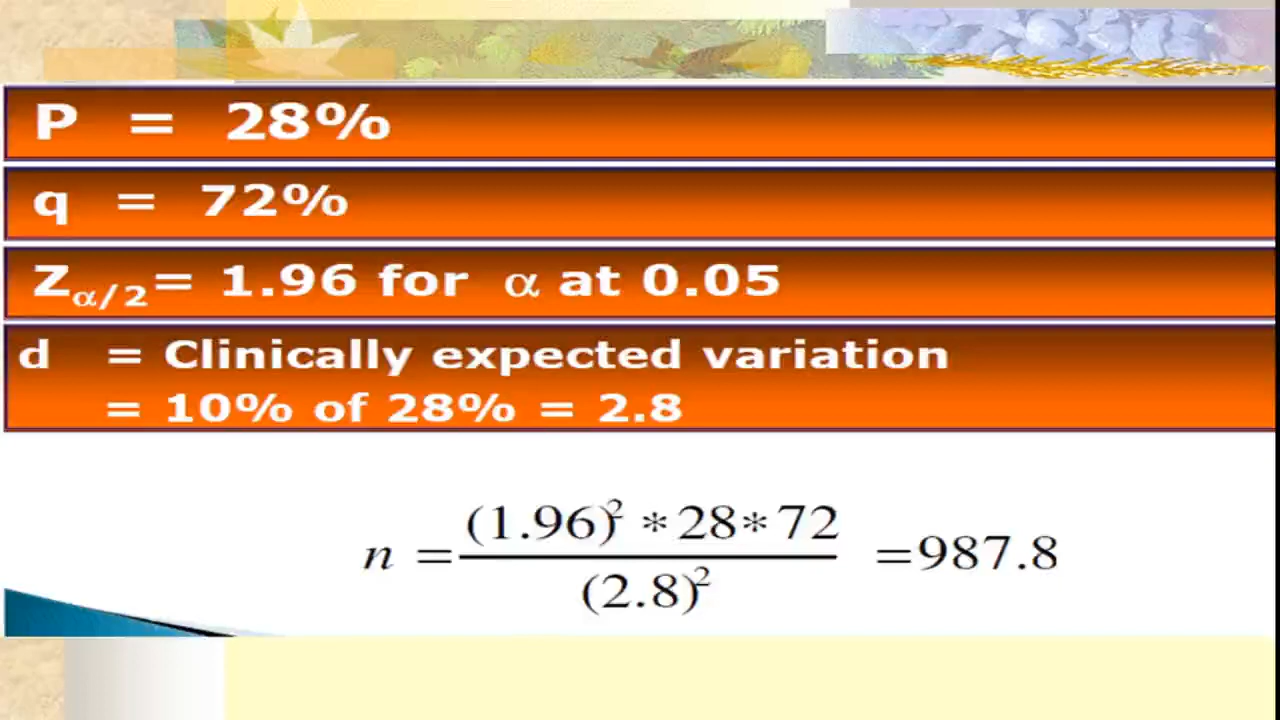 P = 28%
q = 72%
Zα/2= 1.96 for α at 0.05
d = Clinically expected variation
= 10% of 28% = 2.8
n = (1.96)² * 28 * 72 / (2.8)² = 987.8